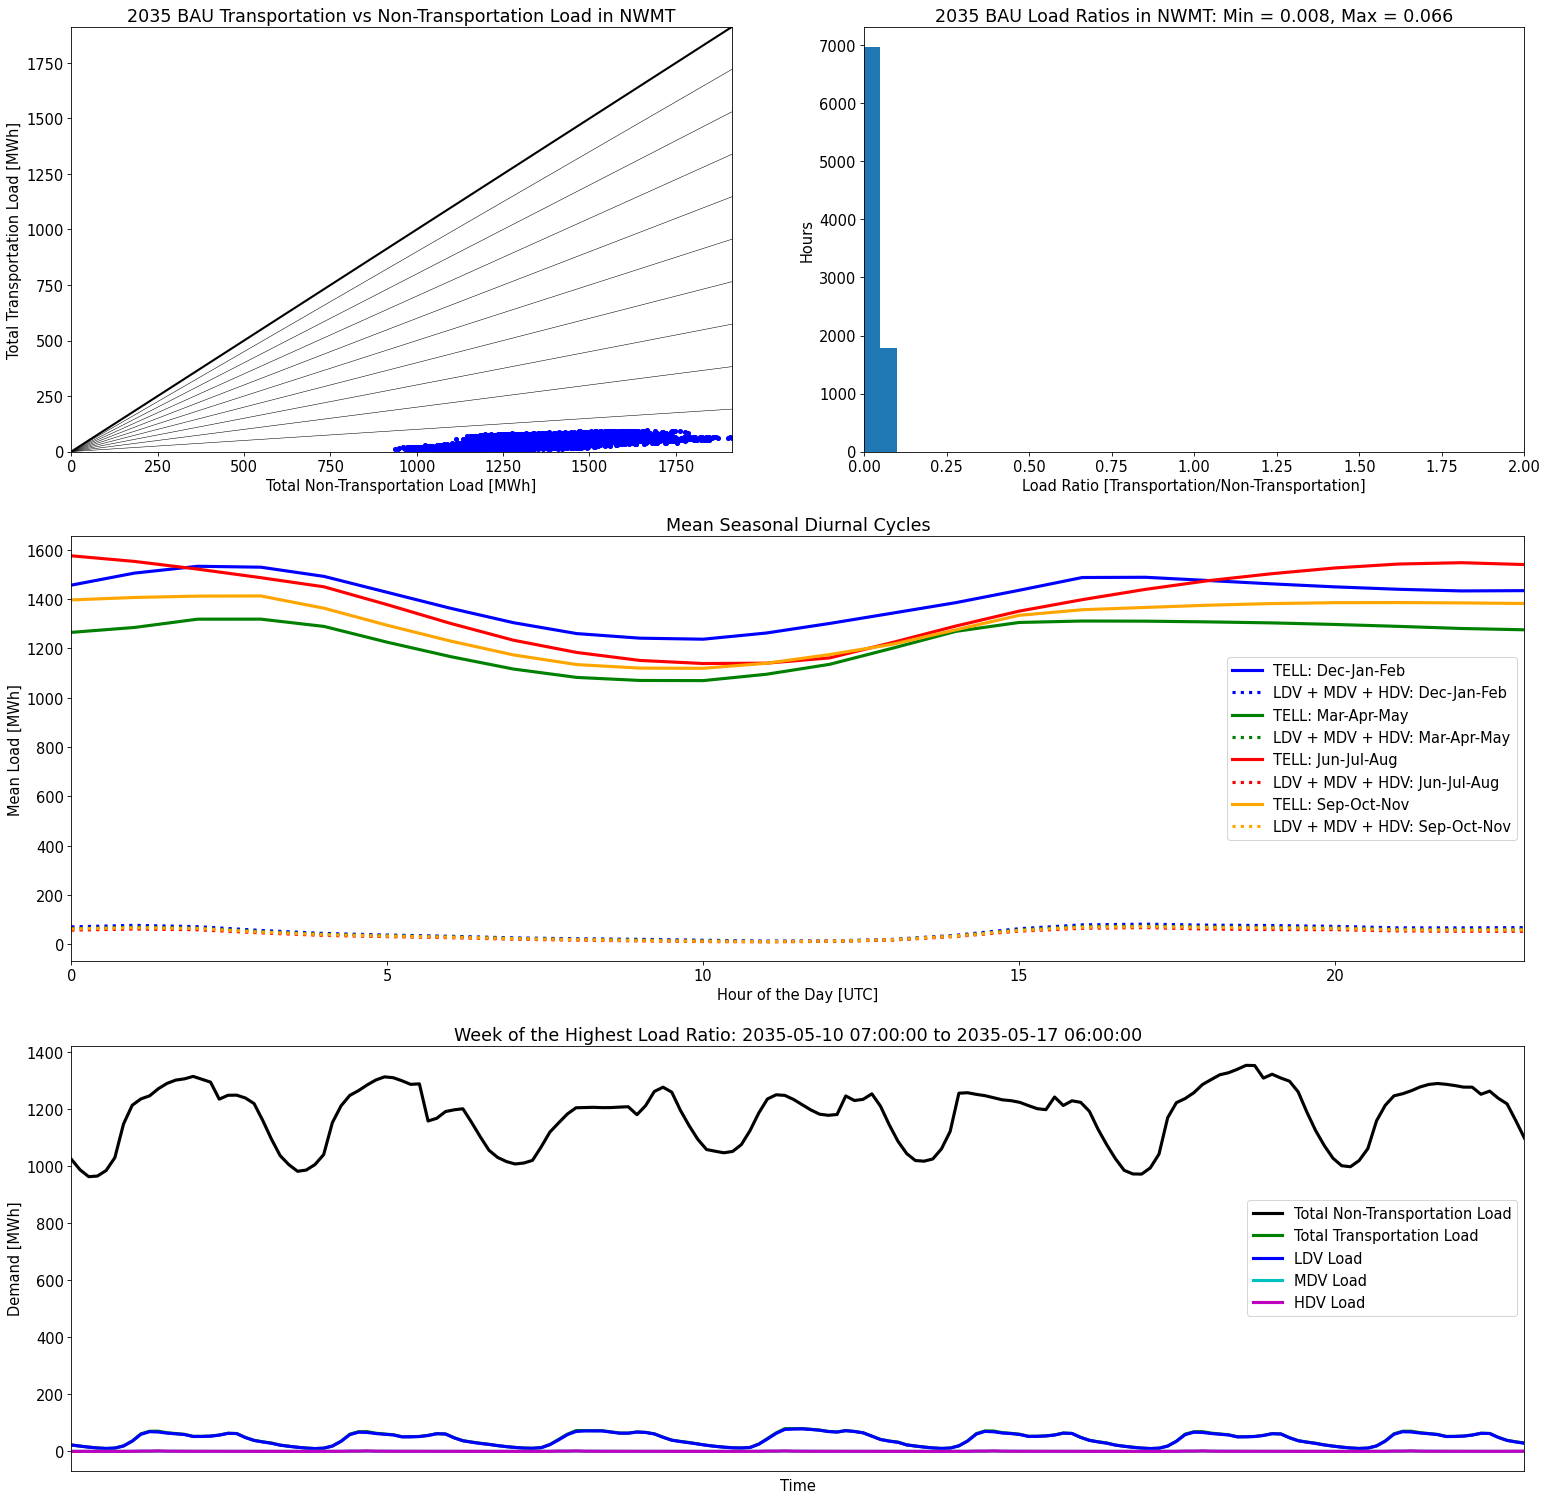 2035 BAU Transportation vs Non-Transportation Load in NWMT
Total Transportation Load [MWh]
1750
1500
1250
1000
750
500
250
0
0 250 500 750 1000 1250 1500 1750
Total Non-Transportation Load [MWh]
2035 BAU Load Ratios in NWMT: Min = 0.008, Max = 0.066
Hours
7000
6000
5000
4000
3000
2000
1000
0
0.00 0.25 0.50 0.75 1.00 1.25 1.50 1.75 2.00
Load Ratio [Transportation/Non-Transportation]
Mean Seasonal Diurnal Cycles
Mean Load [MWh]
1600
1400
1200
1000
800
600
400
200
0
TELL: Dec-Jan-Feb
LDV + MDV + HDV: Dec-Jan-Feb
TELL: Mar-Apr-May
LDV + MDV + HDV: Mar-Apr-May
TELL: Jun-Jul-Aug
LDV + MDV + HDV: Jun-Jul-Aug
TELL: Sep-Oct-Nov
LDV + MDV + HDV: Sep-Oct-Nov
0 5 10 15 20
Hour of the Day [UTC]
Week of the Highest Load Ratio: 2035-05-10 07:00:00 to 2035-05-17 06:00:00
Demand [MWh]
1400
1200
1000
800
600
400
200
0
Total Non-Transportation Load
Total Transportation Load
LDV Load
MDV Load
HDV Load
Time